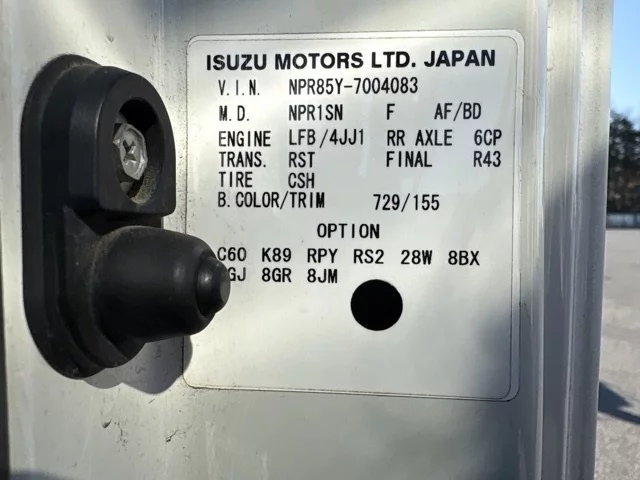 ISUZU MOTORS LTD. JAPAN
V.I.N. NPR85Y-7004083
M.D. NPR1SN F AF/BD
ENGINE LFB/4JJ1 RR AXLE 6CP
TRANS. RST FINAL R43
TIRE CSH
B.COLOR/TRIM 729/155
OPTION
C60 K89 RPY RS2 28W 8BX
8GR 8JM